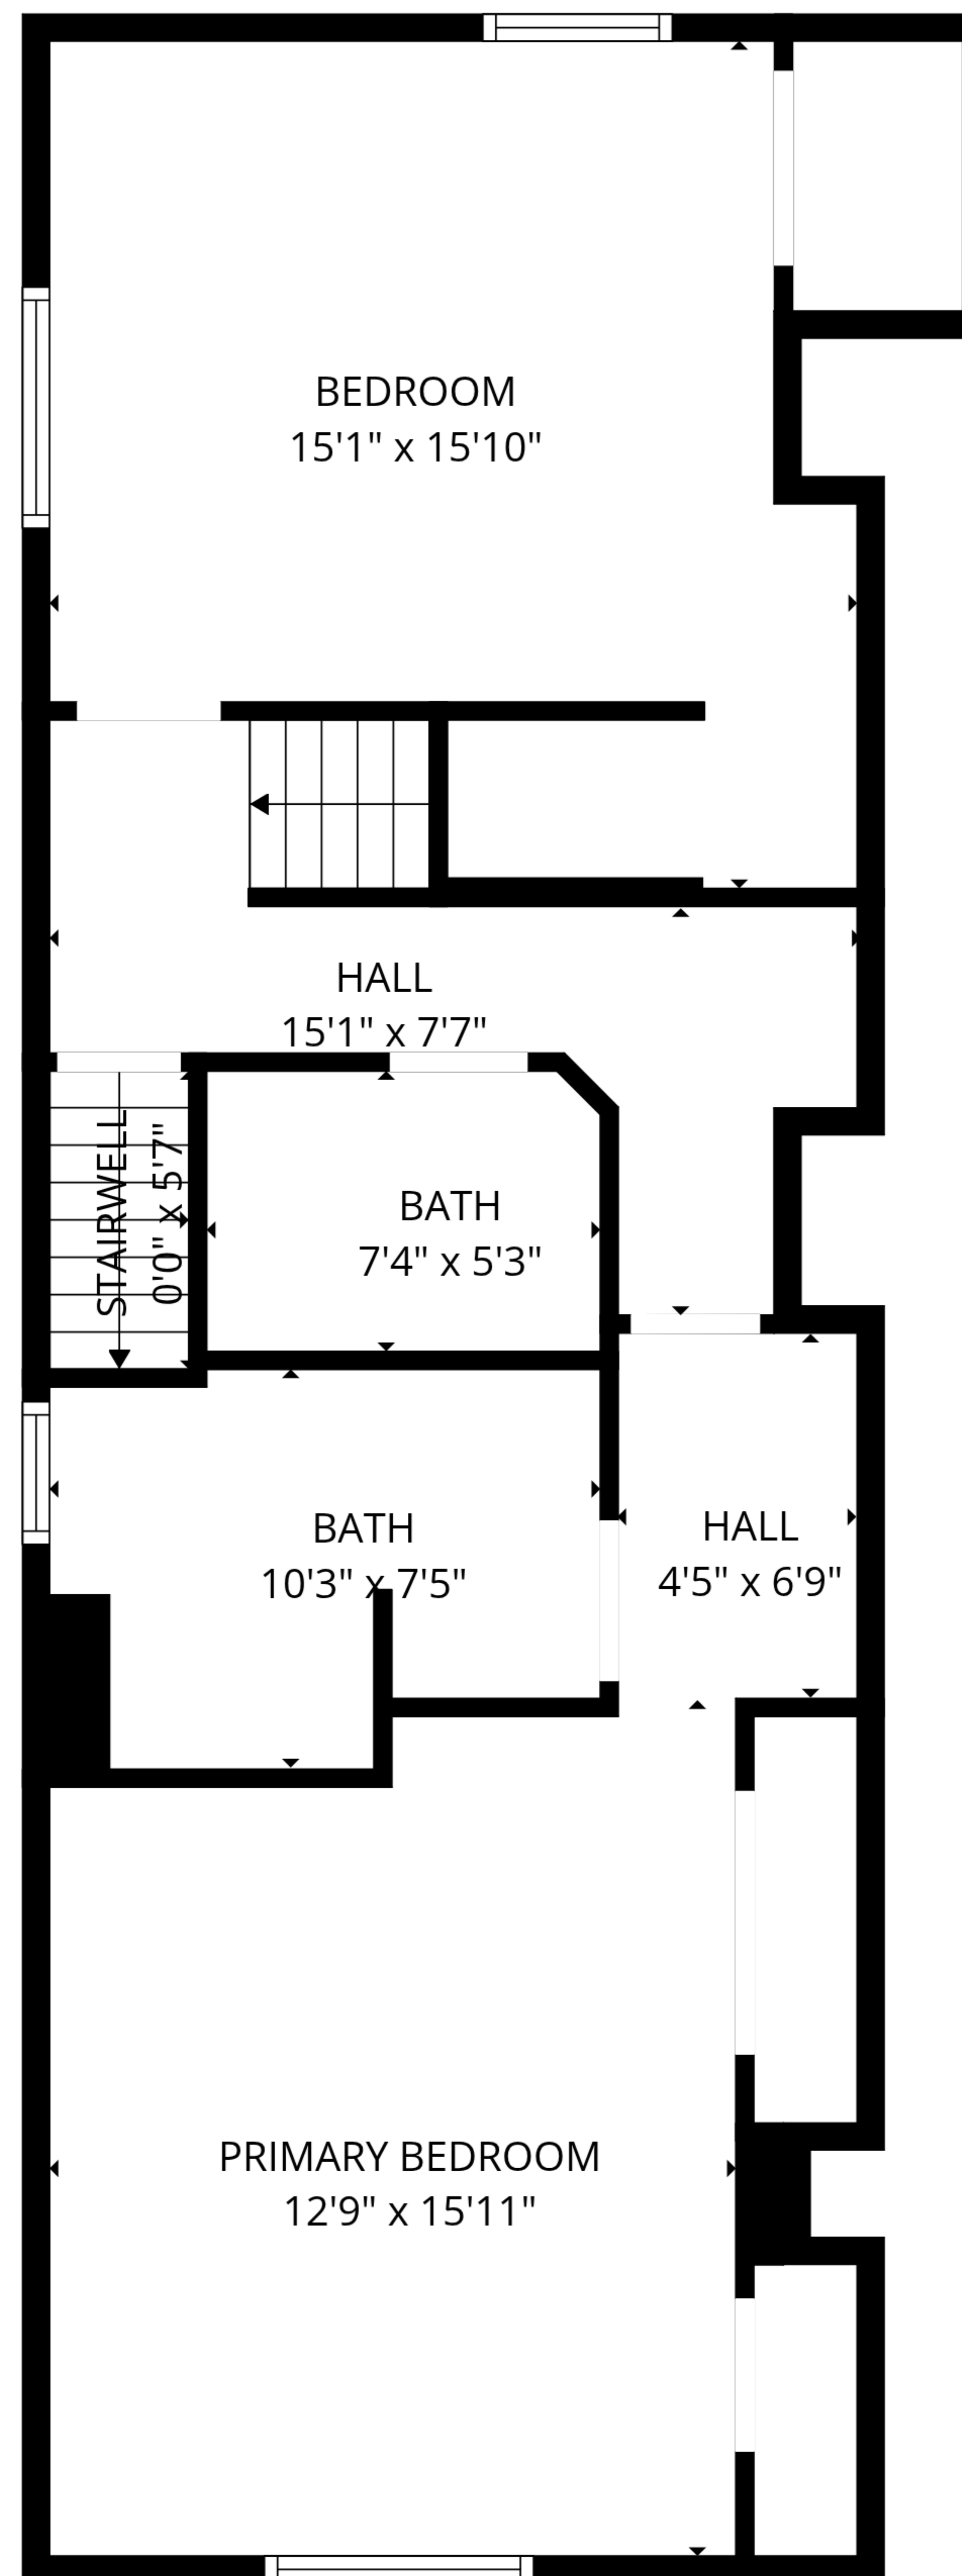 BEDROOM
15'1" x 15'10"
HALL
15'1" x 7'7"
STAIRWELL
0'0" x 5'7"
BATH
7'4" x 5'3"
BATH
10'3" x 7'5"
HALL
4'5" x 6'9"
PRIMARY BEDROOM
12'9" x 15'11"